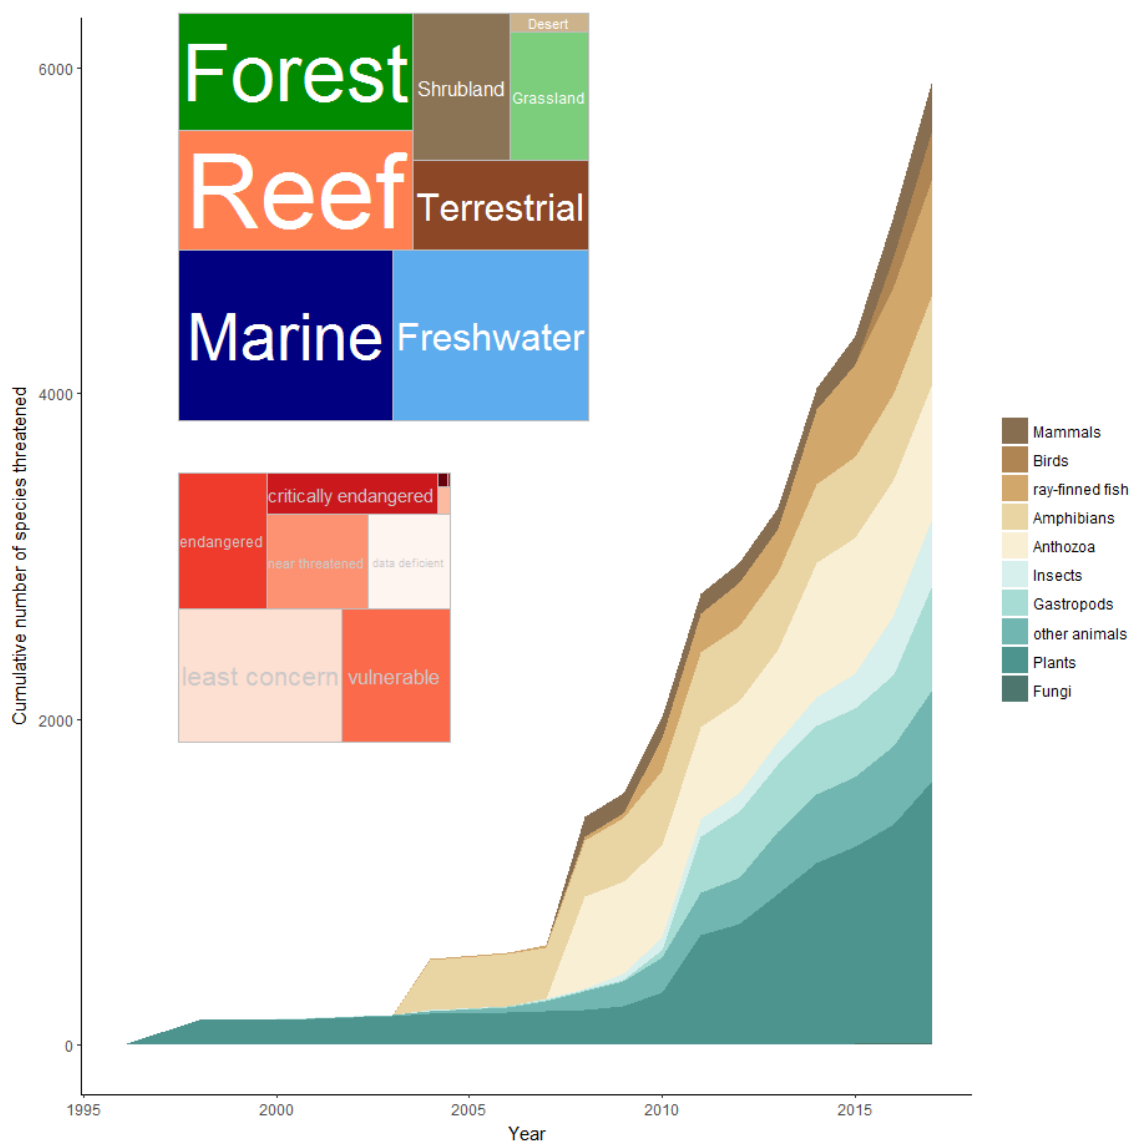 Forest
Shrubland
Desert
Grassland
Reef
Terrestrial
Marine
Freshwater
endangered
critically endangered
near threatened
data deficient
least concern
vulnerable
Cumulative number of species threatened
6000
4000
2000
0
1995
2000
2005
2010
2015
Year
Mammals
Birds
ray-finned fish
Amphibians
Anthozoa
Insects
Gastropods
other animals
Plants
Fungi